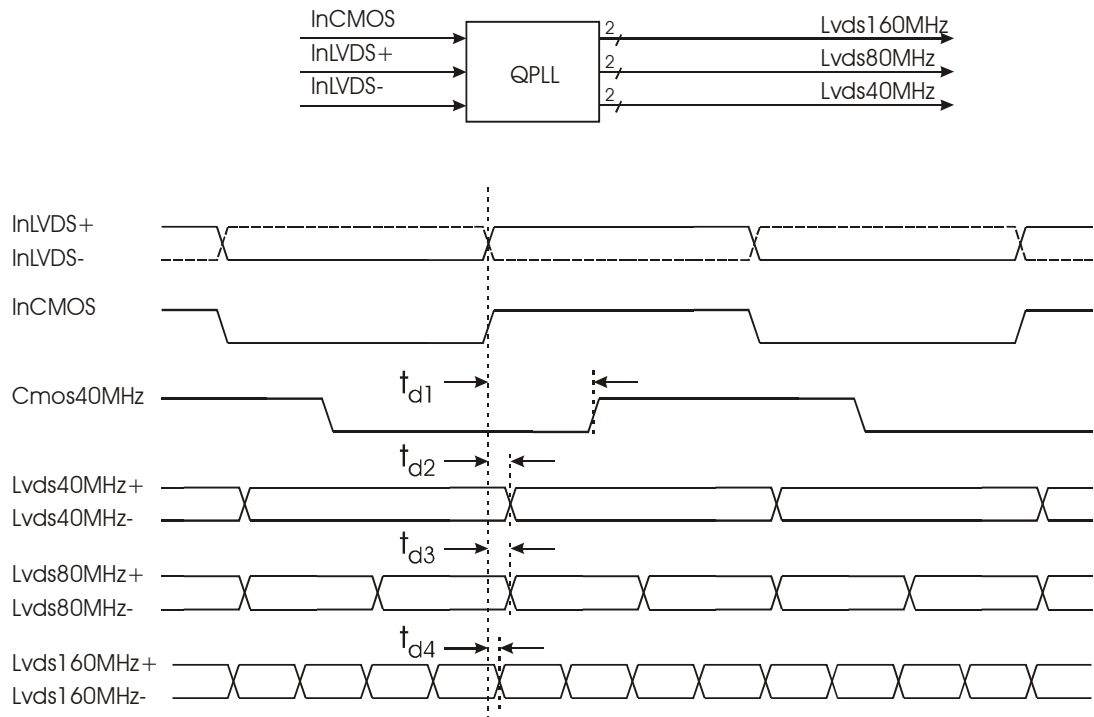 InCMOS
InLVDS+
InLVDS-
QPLL
2
Lvds160MHz
2
Lvds80MHz
2
Lvds40MHz
InLVDS+
InLVDS-
InCMOS
Cmos40MHz
td1
td2
Lvds40MHz+
Lvds40MHz-
td3
Lvds80MHz+
Lvds80MHz-
td4
Lvds160MHz+
Lvds160MHz-